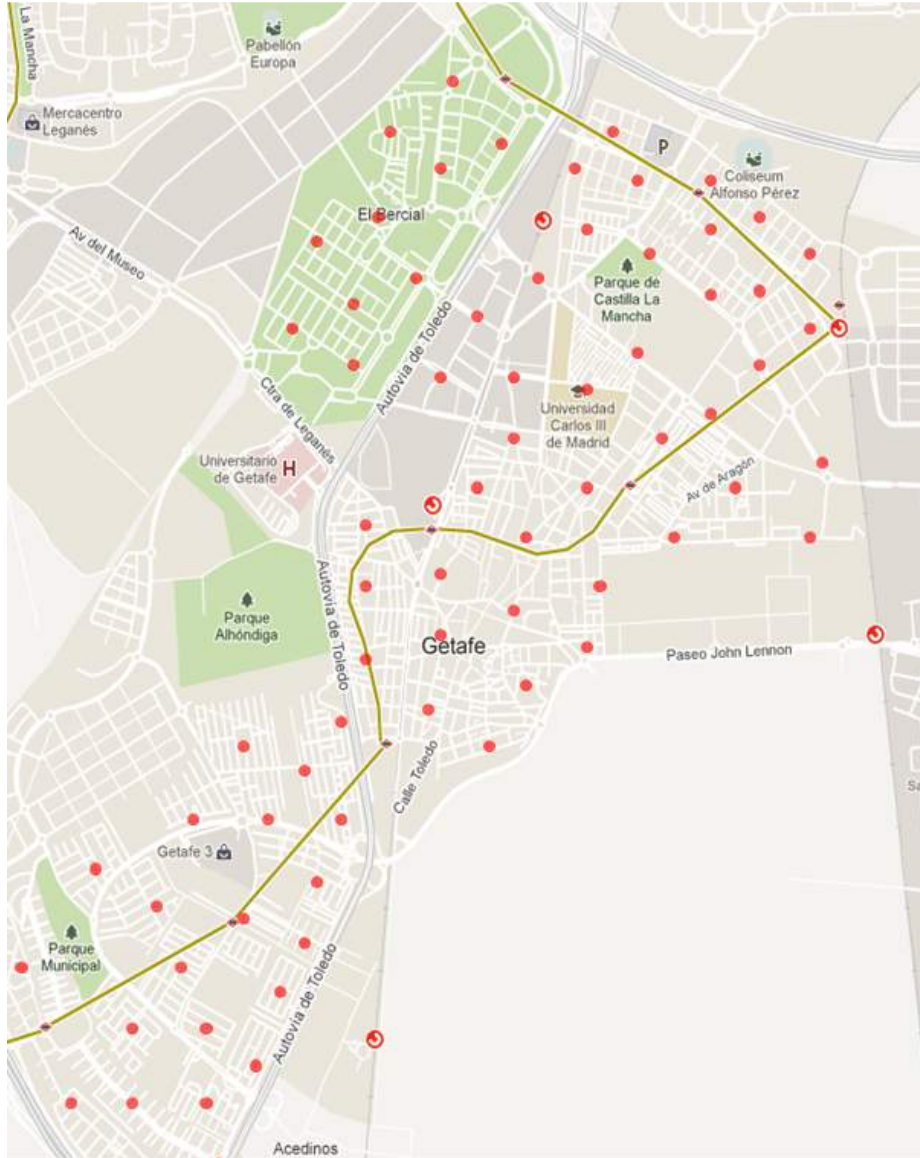 La Mancha
Pabellón
Europa
Mercacentro
Leganés
P
Coliseum
Alfonso Pérez
El Bercial
Av del Museo
Parque de
Castilla La
Mancha
Autovía de Toledo
Ctra de Leganés
Universidad
Carlos III
de Madrid
Universitario
de Getafe
H
Av de Aragón
Autovía de Toledo
Parque
Alhóndiga
Getafe
Paseo John Lennon
Calle Toledo
Sa
Getafe 3
Parque
Municipal
Autovía de Toledo
Acedinos